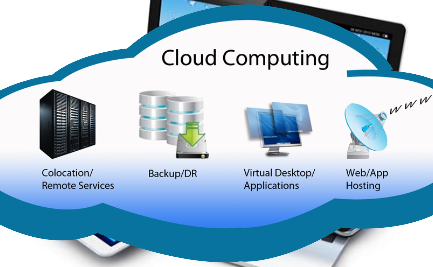 Cloud Computing
w w w
Colocation/
Remote Services
Backup/DR
Virtual Desktop/
Applications
Web/App
Hosting